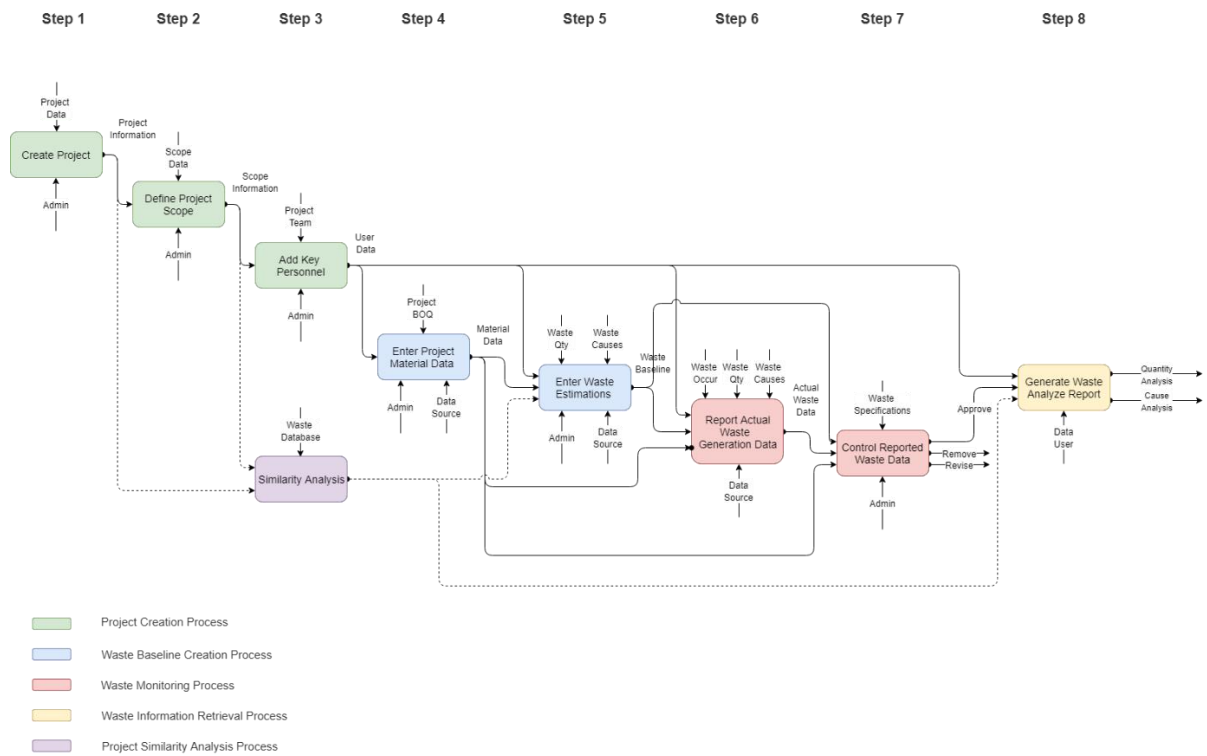 Step 1
Step 2
Step 3
Step 4
Step 5
Step 6
Step 7
Step 8
Project
Data
Create Project
Admin
Project
Information
Scope
Data
Define Project
Scope
Admin
Scope
Information
Project
Team
Add Key
Personnel
Admin
User
Data
Project
BOQ
Enter Project
Material Data
Admin
Data
Source
Material
Data
Waste
Database
Similarity Analysis
Waste
Qty
Waste
Causes
Enter Waste
Estimations
Admin
Data
Source
Waste
Baseline
Waste
Occur
Waste
Qty
Waste
Causes
Report Actual
Waste
Generation Data
Data
Source
Actual
Waste
Data
Waste
Specifications
Control Reported
Waste Data
Admin
Approve
Remove
Revise
Generate Waste
Analyze Report
Data
User
Quantity
Analysis
Cause
Analysis
Project Creation Process
Waste Baseline Creation Process
Waste Monitoring Process
Waste Information Retrieval Process
Project Similarity Analysis Process